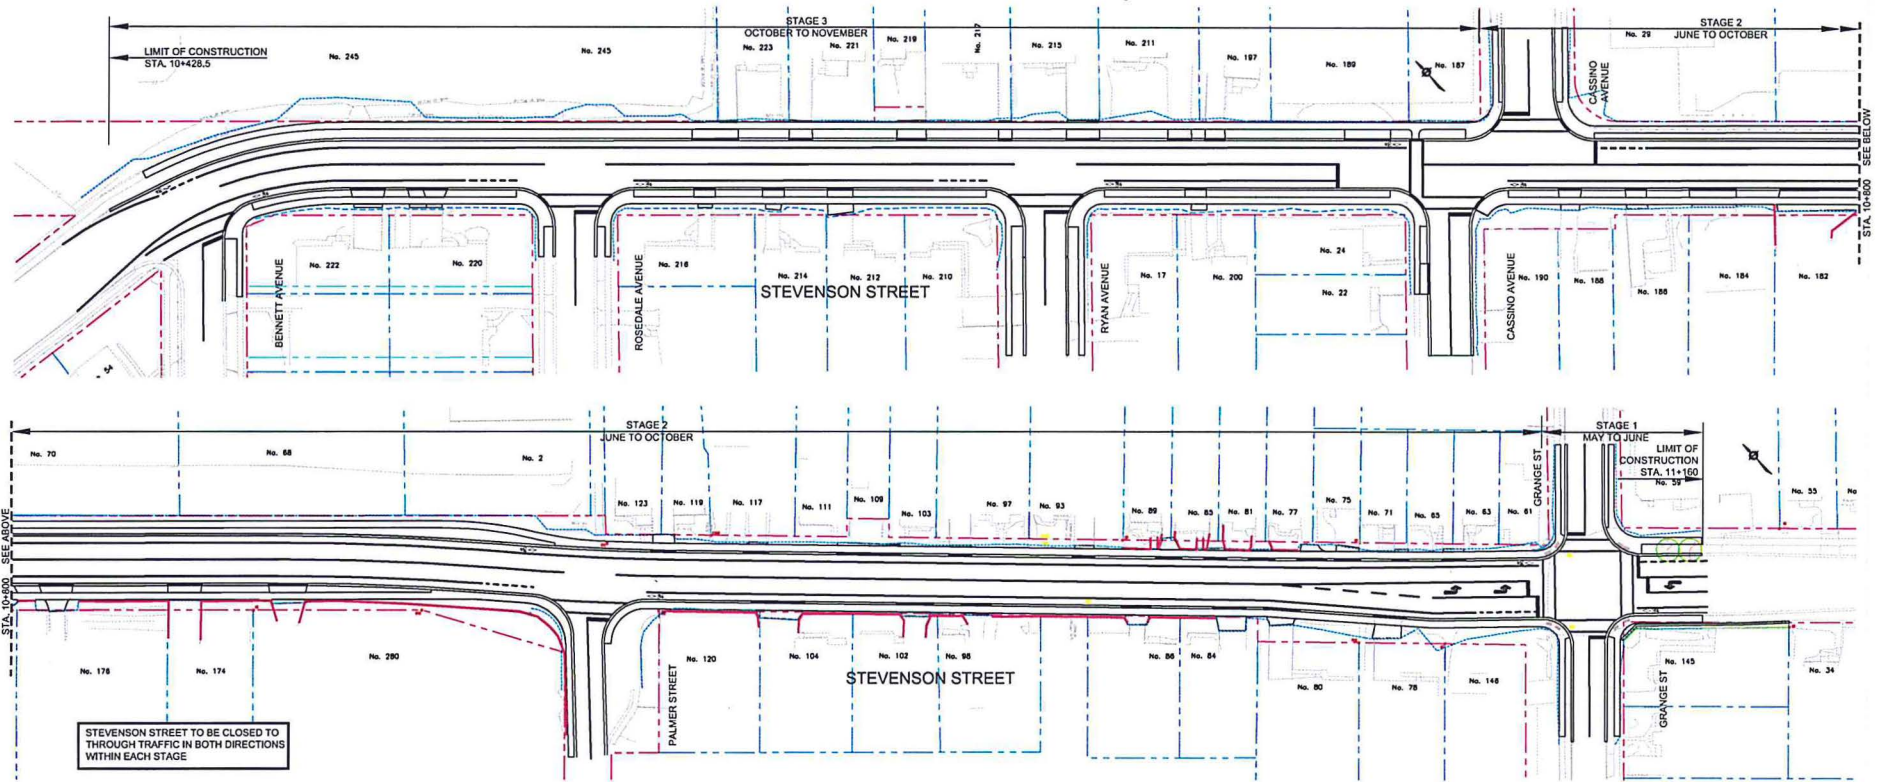 STAGE 3
OCTOBER TO NOVEMBER
STAGE 2
JUNE TO OCTOBER
LIMIT OF CONSTRUCTION
STA. 10+428.5
No. 245
No. 245
No. 223
No. 221
No. 219
No. 217
No. 215
No. 211
No. 197
No. 189
No. 187
CASSINO
AVENUE
No. 29
SEE BELOW
STA. 10+800
BENNETT AVENUE
No. 222
No. 220
ROSEDALE AVENUE
No. 216
No. 214
No. 212
No. 210
STEVENSON STREET
RYAN AVENUE
No. 17
No. 200
No. 24
No. 22
CASSINO AVENUE
No. 190
No. 188
No. 186
No. 184
No. 182
54
STAGE 2
JUNE TO OCTOBER
STAGE 1
MAY TO JUNE
LIMIT OF
CONSTRUCTION
STA. 11+160
No. 70
No. 68
No. 2
No. 123
No. 119
No. 117
No. 111
No. 109
No. 103
No. 97
No. 93
No. 89
No. 81
No. 77
No. 75
No. 71
No. 65
No. 63
No. 61
GRANGE ST
No. 59
No. 55
No
SEE ABOVE
STA. 10+800
No. 176
No. 174
No. 280
PALMER STREET
No. 120
No. 104
No. 102
No. 98
STEVENSON STREET
No. 86
No. 84
No. 80
No. 78
No. 146
GRANGE ST
No. 145
No. 34
STEVENSON STREET TO BE CLOSED TO
THROUGH TRAFFIC IN BOTH DIRECTIONS
WITHIN EACH STAGE